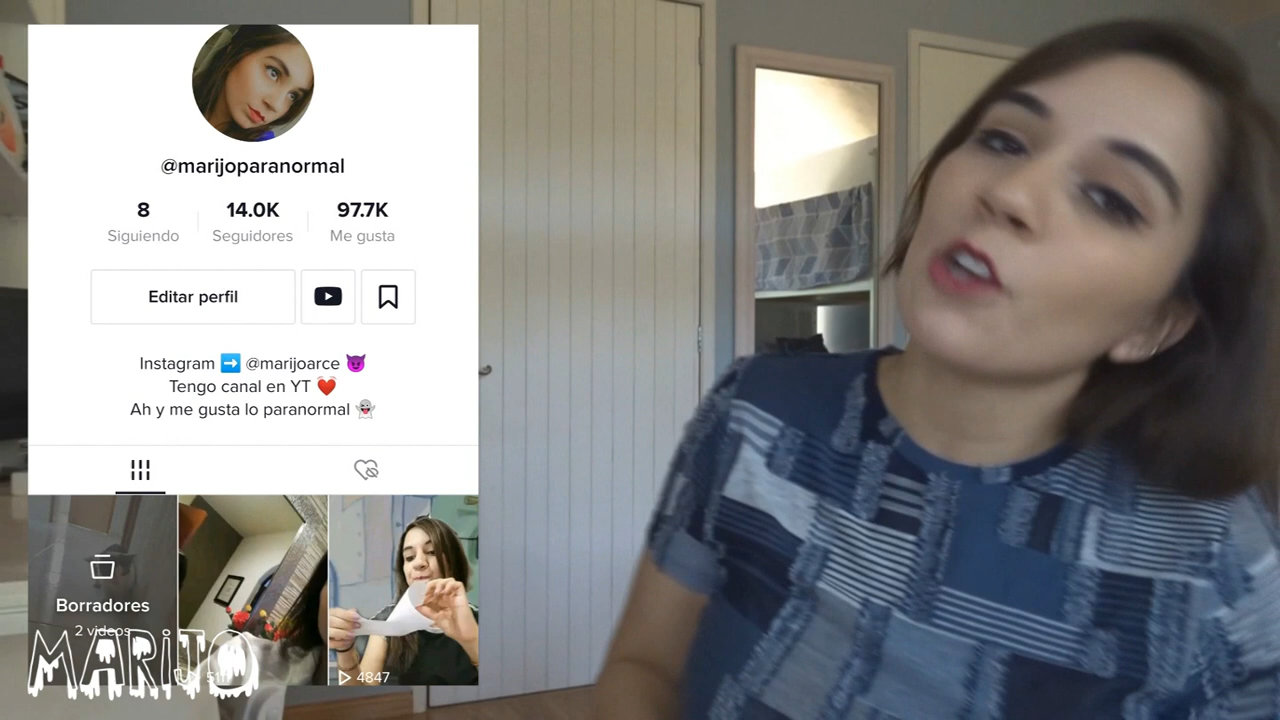 @marijoparanormal
8 14.0K 97.7K
Siguiendo Seguidores Me gusta
Editar perfil
Instagram ➡️ @marijoarce 😈
Tengo canal en YT ❤️
Ah y me gusta lo paranormal 👻
Borradores
2 videos
4847